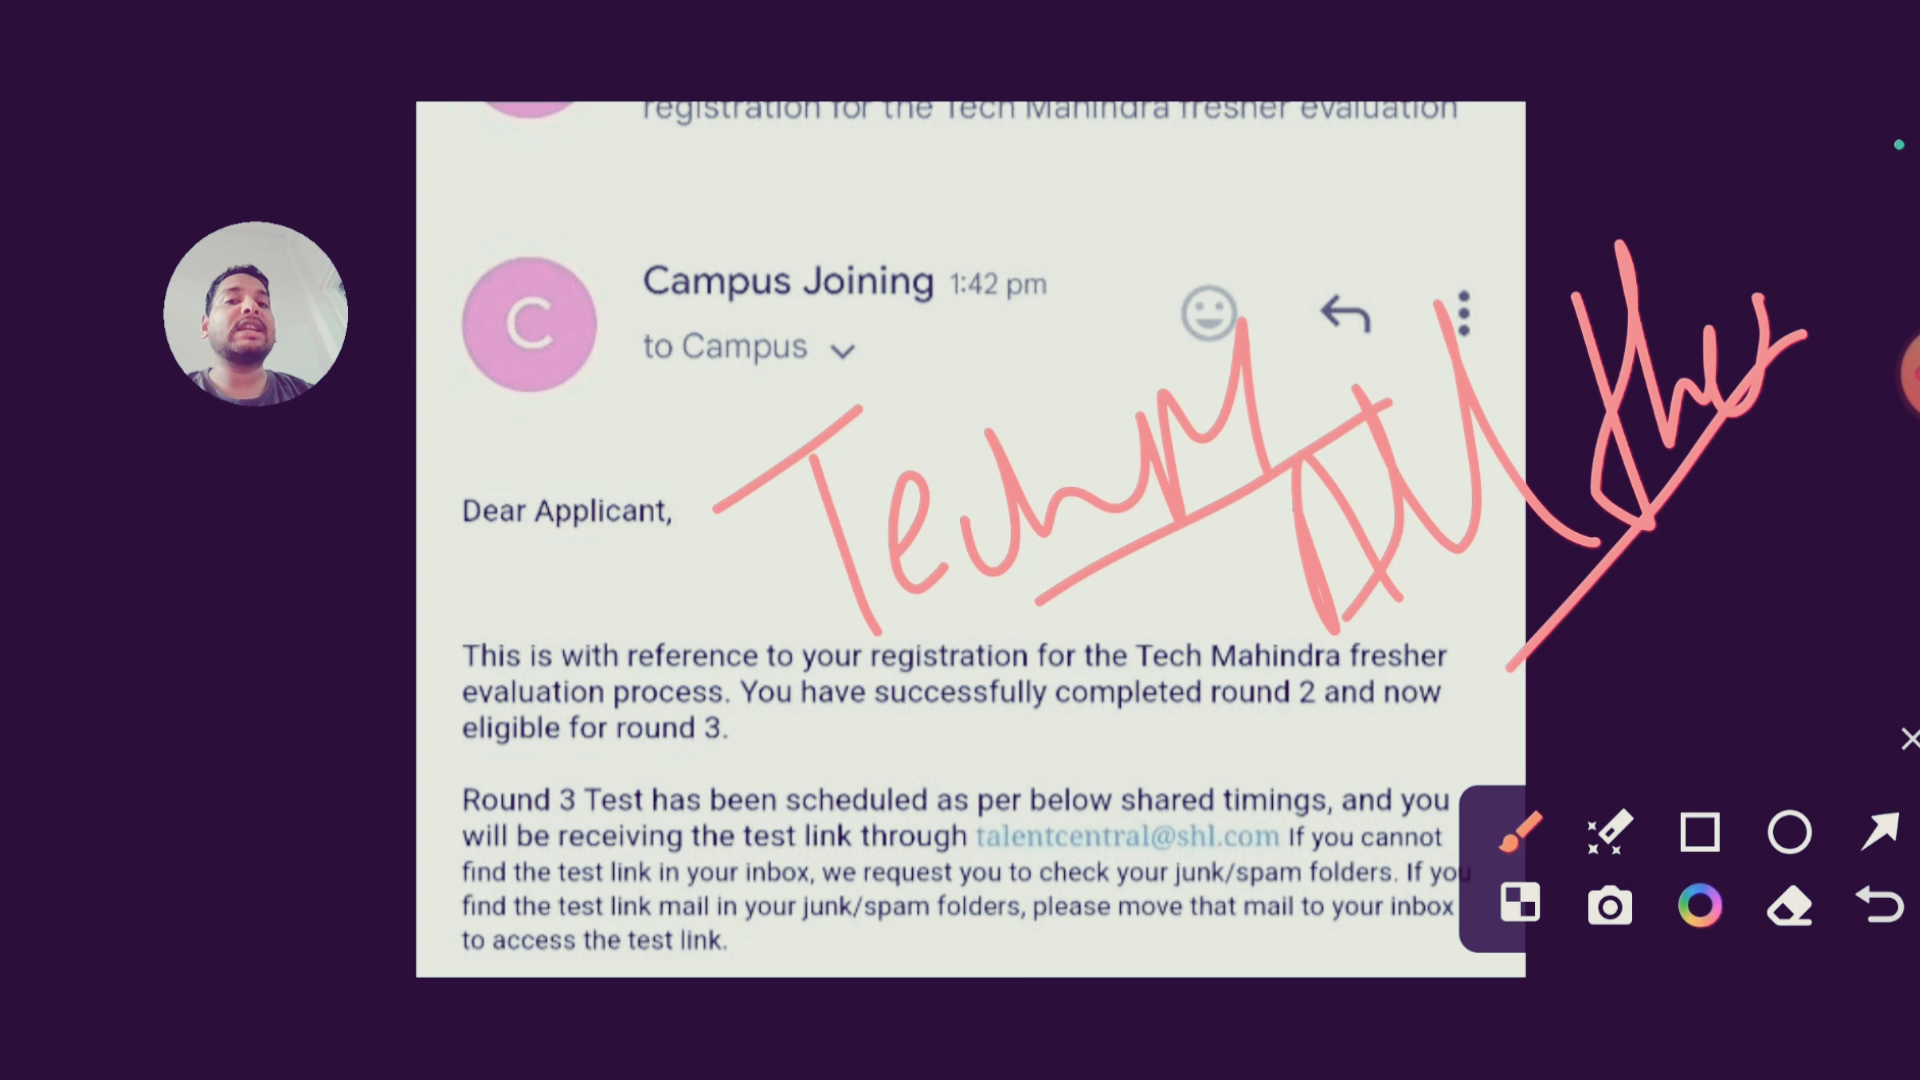 registration for the Tech Mahindra fresher evaluation
C
Campus Joining 1:42 pm
to Campus
TechM
Dear Applicant,
This is with reference to your registration for the Tech Mahindra fresher
evaluation process. You have successfully completed round 2 and now
eligible for round 3.
Round 3 Test has been scheduled as per below shared timings, and you
will be receiving the test link through talentcentral@shl.com If you cannot
find the test link in your inbox, we request you to check your junk/spam folders. If you
find the test link mail in your junk/spam folders, please move that mail to your inbox
to access the test link.